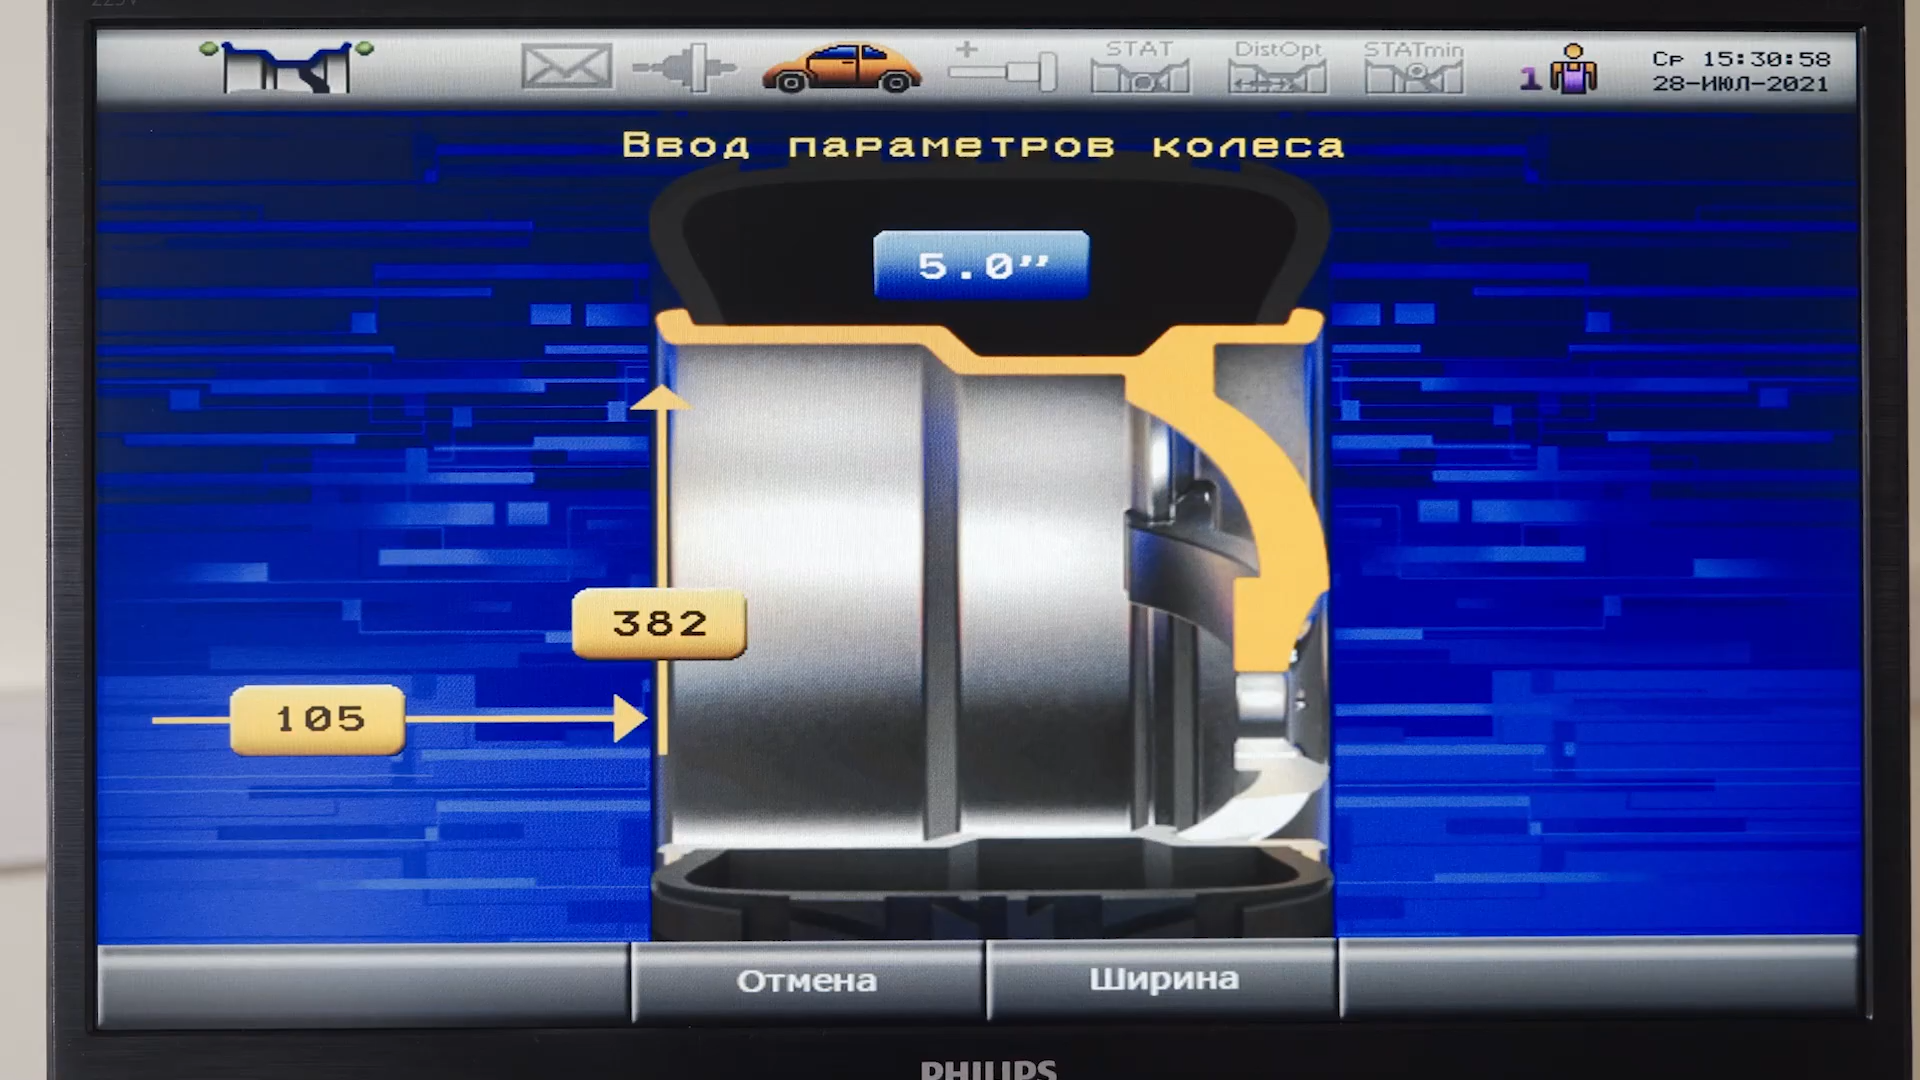 STAT
DistOpt
STATmin
1
Ср 15:30:58
28-ИЮЛ-2021
Ввод параметров колеса
5.0”
382
105
Отмена
Ширина
PHILIPS